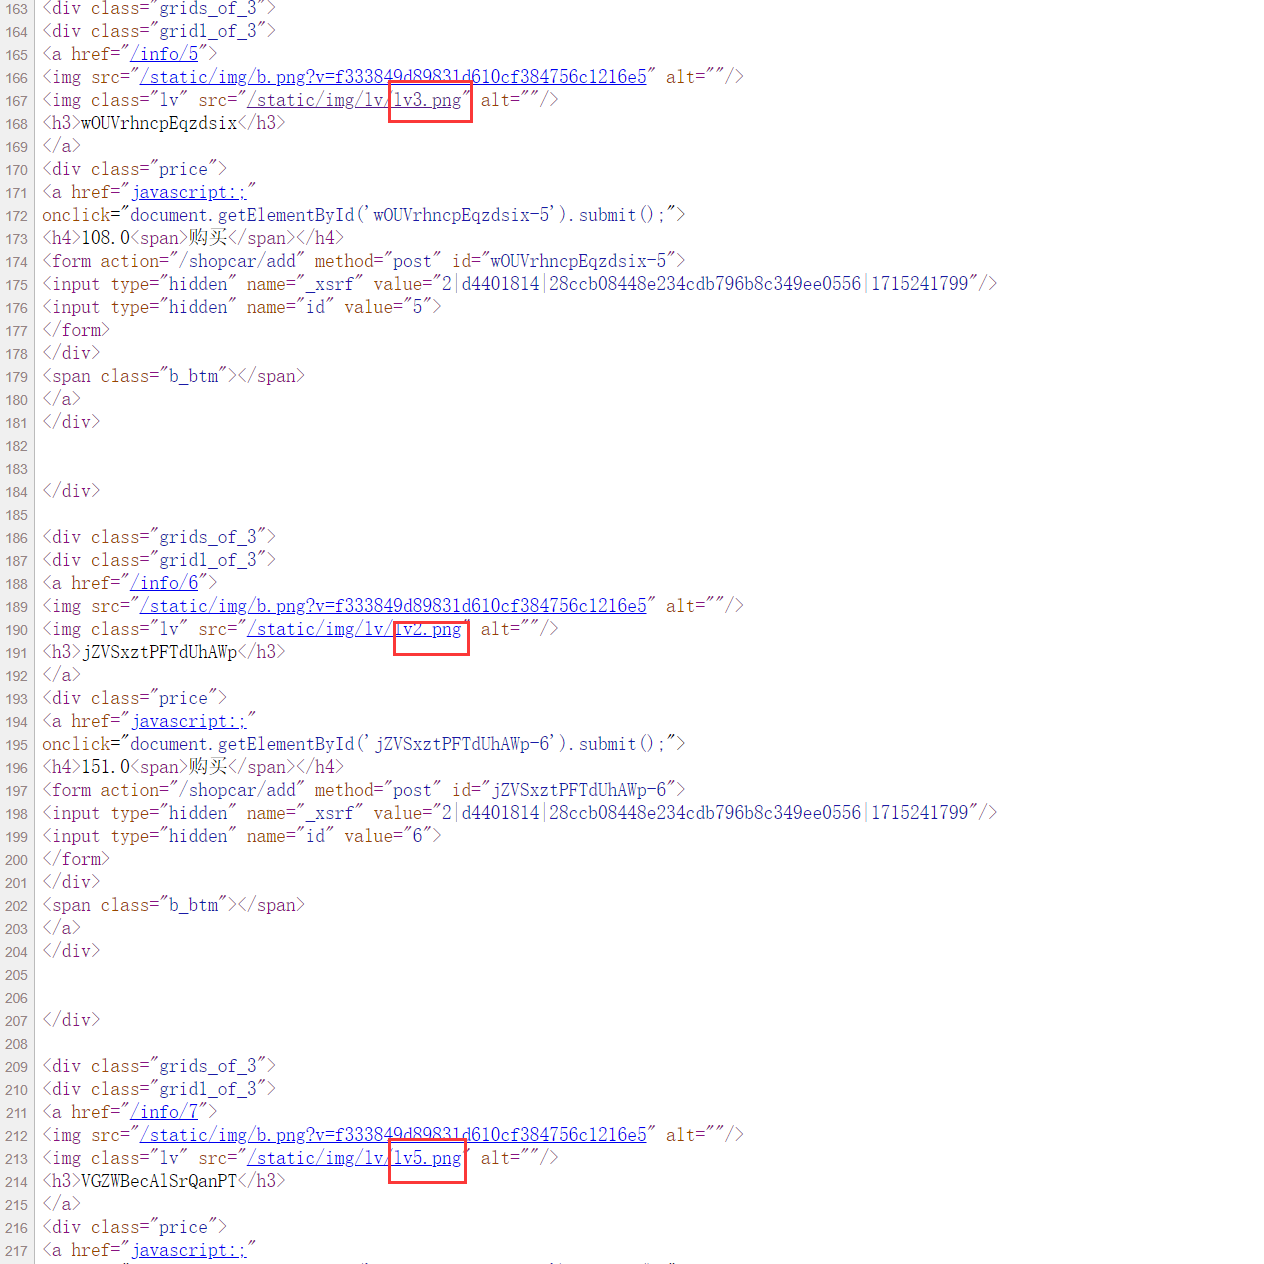 163 <div class="grids_of_3">
164 <div class="grid1_of_3">
165 <a href="/info/5">
166 <img src="/static/img/b.png?v=f333849d89831d610cf384756c1216e5" alt=""/>
167 <img class="lv" src="/static/img/lv/lv3.png" alt=""/>
168 <h3>wOUVrhncpEqzdsix</h3>
169 </a>
170 <div class="price">
171 <a href="javascript:;"
172 onclick="document.getElementById('wOUVrhncpEqzdsix-5').submit();">
173 <h4>108.0<span>购买</span></h4>
174 <form action="/shopcar/add" method="post" id="wOUVrhncpEqzdsix-5">
175 <input type="hidden" name="_xsrf" value="2|d4401814|28ccb08448e234cdb796b8c349ee0556|1715241799"/>
176 <input type="hidden" name="id" value="5">
177 </form>
178 </div>
179 <span class="b_btm"></span>
180 </a>
181 </div>
182
183
184 </div>
185
186 <div class="grids_of_3">
187 <div class="grid1_of_3">
188 <a href="/info/6">
189 <img src="/static/img/b.png?v=f333849d89831d610cf384756c1216e5" alt=""/>
190 <img class="lv" src="/static/img/lv/lv2.png" alt=""/>
191 <h3>jZVSxztPFTdUhAWp</h3>
192 </a>
193 <div class="price">
194 <a href="javascript:;"
195 onclick="document.getElementById('jZVSxztPFTdUhAWp-6').submit();">
196 <h4>151.0<span>购买</span></h4>
197 <form action="/shopcar/add" method="post" id="jZVSxztPFTdUhAWp-6">
198 <input type="hidden" name="_xsrf" value="2|d4401814|28ccb08448e234cdb796b8c349ee0556|1715241799"/>
199 <input type="hidden" name="id" value="6">
200 </form>
201 </div>
202 <span class="b_btm"></span>
203 </a>
204 </div>
205
206
207 </div>
208
209 <div class="grids_of_3">
210 <div class="grid1_of_3">
211 <a href="/info/7">
212 <img src="/static/img/b.png?v=f333849d89831d610cf384756c1216e5" alt=""/>
213 <img class="lv" src="/static/img/lv/lv5.png" alt=""/>
214 <h3>VGZWBecAlSrQanPT</h3>
215 </a>
216 <div class="price">
217 <a href="javascript:;"